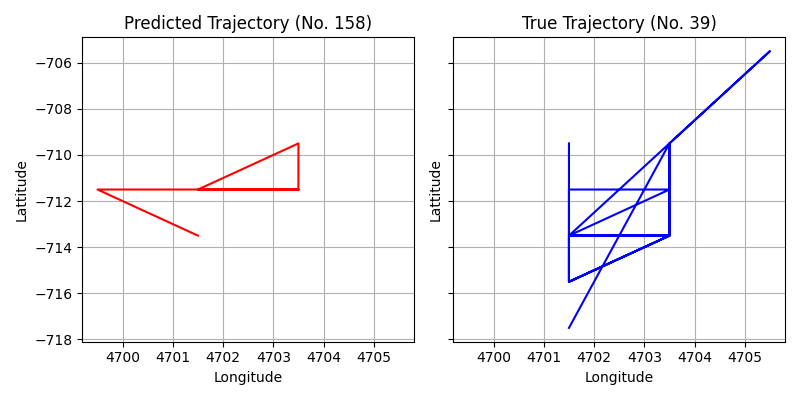 Predicted Trajectory (No. 158)
True Trajectory (No. 39)
−706
−708
−710
−712
−714
−716
−718
Lattitude
Lattitude
4700 4701 4702 4703 4704 4705
4700 4701 4702 4703 4704 4705
Longitude
Longitude